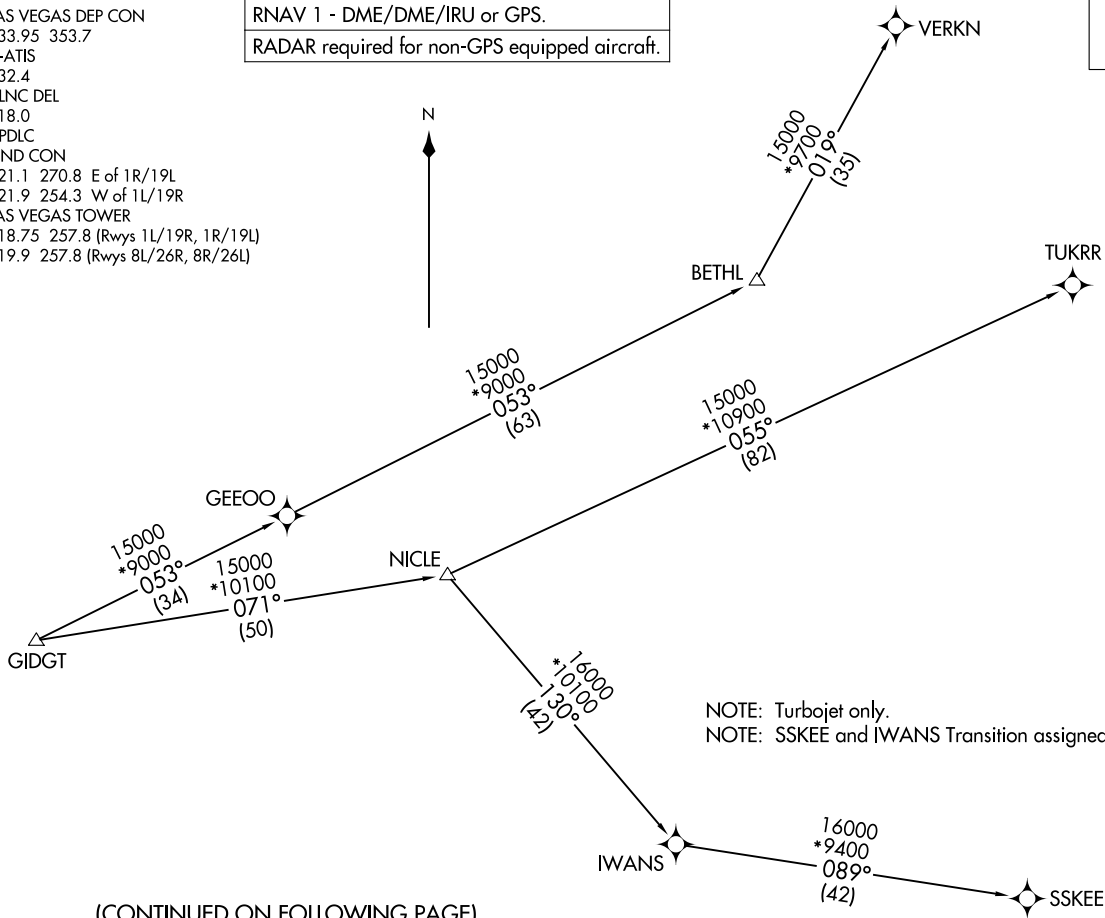 AS VEGAS DEP CON
33.95 353.7
-ATIS
32.4
LNC DEL
18.0
PDLC
ND CON
21.1 270.8 E of 1R/19L
21.9 254.3 W of 1L/19R
AS VEGAS TOWER
18.75 257.8 (Rwys 1L/19R, 1R/19L)
19.9 257.8 (Rwys 8L/26R, 8R/26L)
RNAV 1 - DME/DME/IRU or GPS.
RADAR required for non-GPS equipped aircraft.
N
VERKN
15000
*9700
019°
(35)
BETHL
TUKRR
15000
*9000
053°
(63)
15000
*10900
055°
(82)
GEEOO
15000
*9000
053°
(34)
15000
*10100
071°
(50)
NICLE
GIDGT
16000
*10100
130°
(42)
NOTE: Turbojet only.
NOTE: SSKEE and IWANS Transition assigned
IWANS
16000
*9400
089°
(42)
SSKEE
(CONTINUED ON FOLLOWING PAGE)